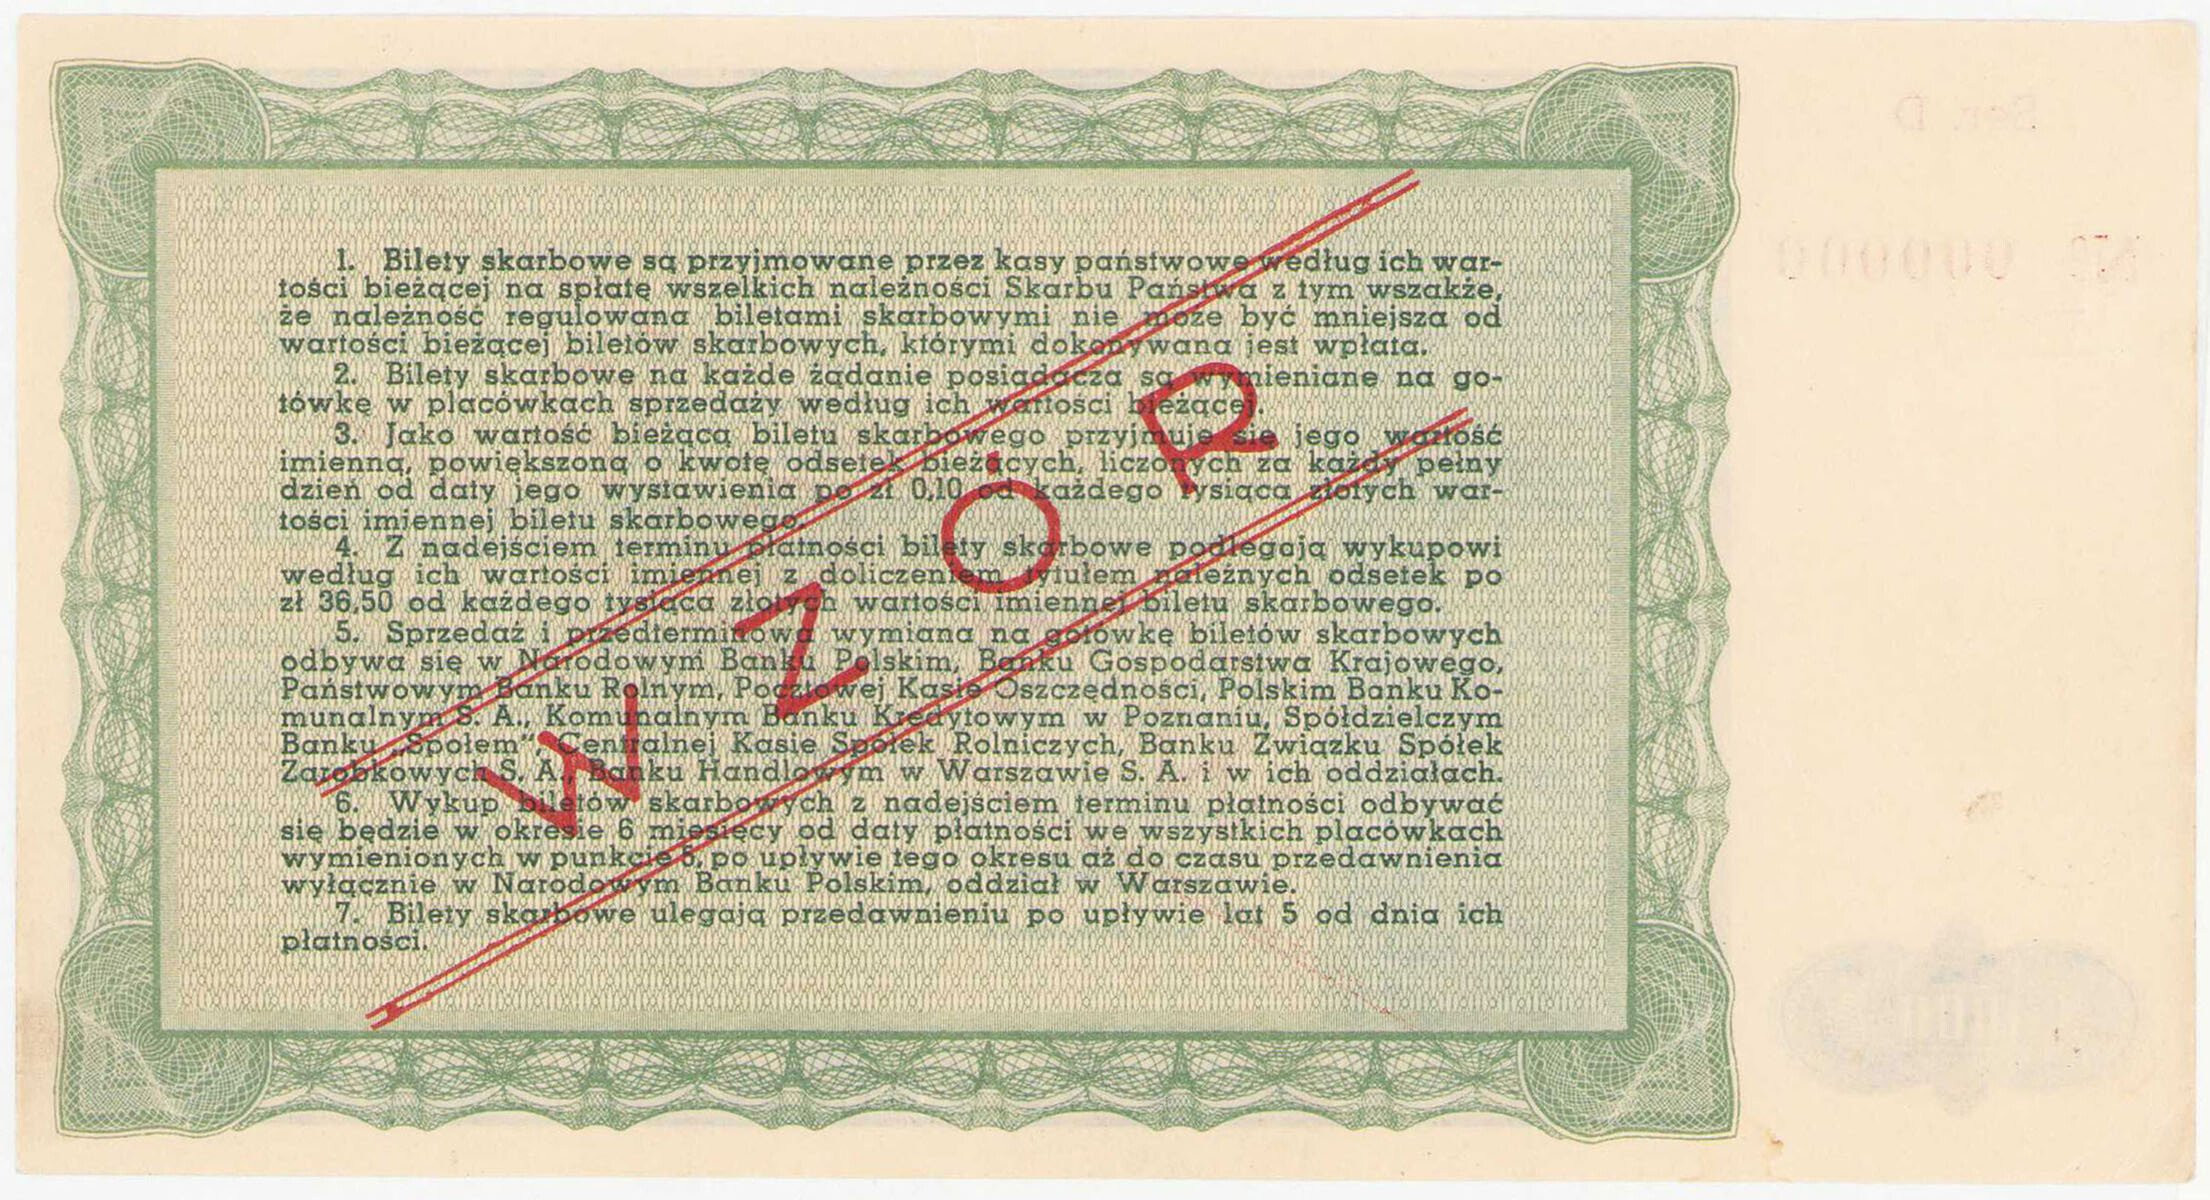 1. Bilety skarbowe są przyjmowane przez kasy państwowe według ich war-
tości bieżącej na spłatę wszelkich należności Skarbu Państwa z tym wszakże,
że należność regulowana biletami skarbowymi nie może być mniejsza od
wartości bieżącej biletów skarbowych, którymi dokonywana jest wpłata.
2. Bilety skarbowe na każde żądanie posiadacza są wymieniane na go-
tówkę w placówkach sprzedaży według ich wartości bieżącej.
3. Jako wartość bieżącą biletu skarbowego przyjmuje się jego wartość
imienną, powiększoną o kwotę odsetek bieżących, liczonych za każdy pełny
dzień od daty jego wystawienia po zł 0,10 od każdego tysiąca złotych war-
tości imiennej biletu skarbowego.
4. Z nadejściem terminu płatności bilety skarbowe podlegają wykupowi
według ich wartości imiennej z doliczeniem tytułem należnych odsetek po
zł 36,50 od każdego tysiąca złotych wartości imiennej biletu skarbowego.
5. Sprzedaż i przedterminowa wymiana na gotówkę biletów skarbowych
odbywa się w Narodowym Banku Polskim, Banku Gospodarstwa Krajowego,
Państwowym Banku Rolnym, Pocztowej Kasie Oszczędności, Polskim Banku Ko-
munalnym S. A., Komunalnym Banku Kredytowym w Poznaniu, Spółdzielczym
Banku „Społem” Centralnej Kasie Spółek Rolniczych, Banku Związku Spółek
Zarobkowych S. A., Banku Handlowym w Warszawie S. A. i w ich oddziałach.
6. Wykup biletów skarbowych z nadejściem terminu płatności odbywać
się będzie w okresie 6 miesięcy od daty płatności we wszystkich placówkach
wymienionych w punkcie 5, po upływie tego okresu aż do czasu przedawnienia
wyłącznie w Narodowym Banku Polskim, oddział w Warszawie.
7. Bilety skarbowe ulegają przedawnieniu po upływie lat 5 od dnia ich
płatności.
WZÓR
Ser. D
№ 000000